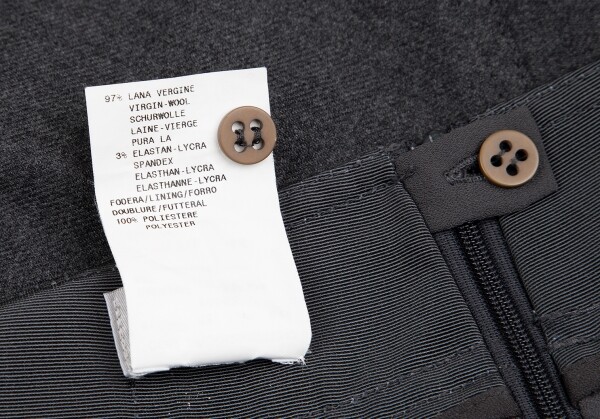 97% LANA VERGINE
VIRGIN-WOOL
SCHURWOLLE
LAINE-VIERGE
PURA LA
3% ELASTAN-LYCRA
SPANDEX
ELASTHAN-LYCRA
ELASTHANNE-LYCRA
FODERA/LINING/FORRO
DOUBLURE/FUTTERAL
100% POLIESTERE
POLYESTER